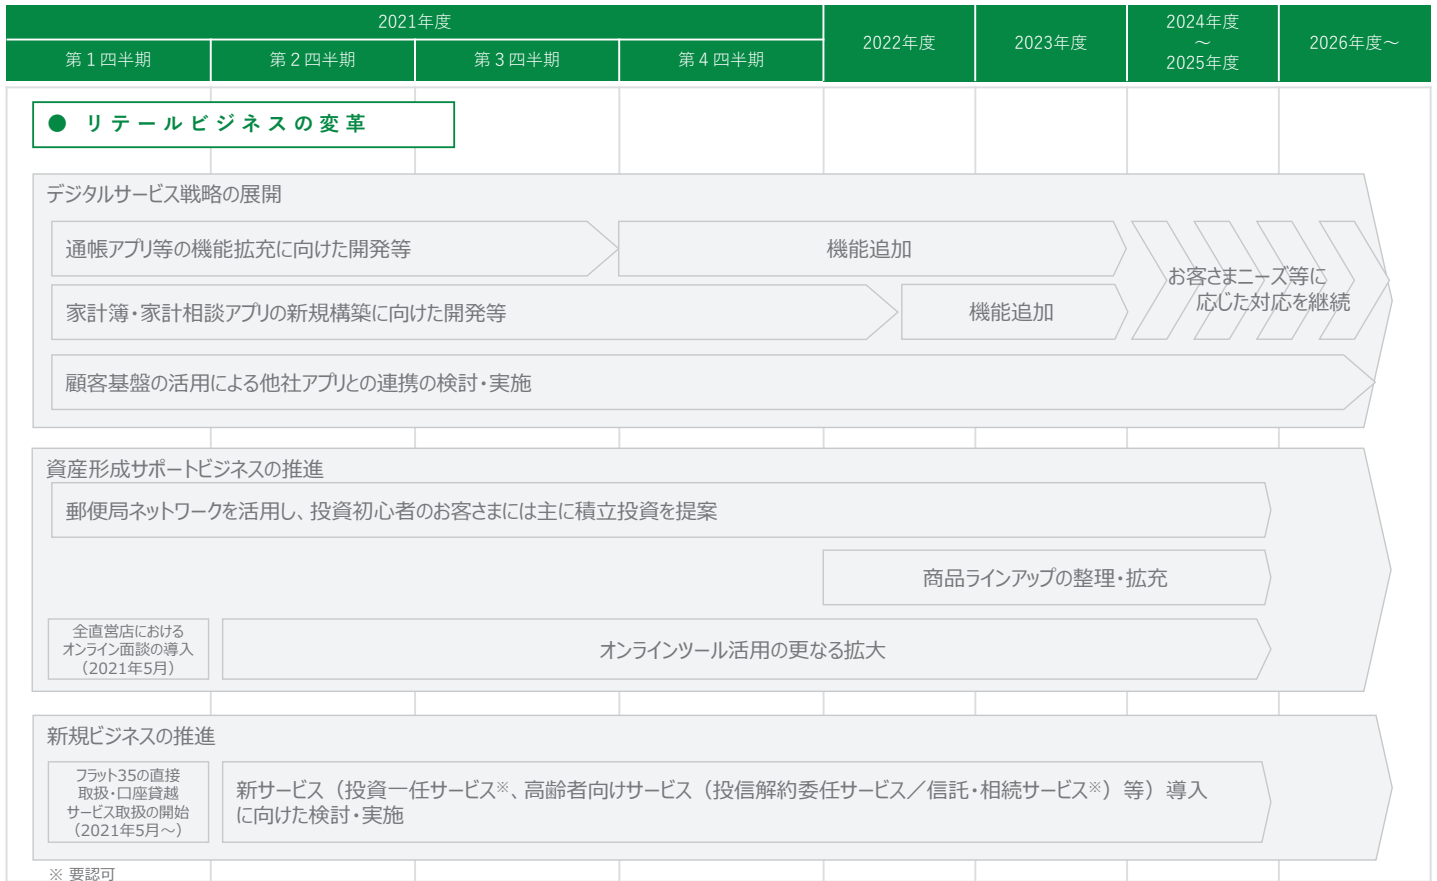 2021年度
2022年度
2023年度
2024年度
～
2025年度
2026年度～
第１四半期
第２四半期
第３四半期
第４四半期
● リテールビジネスの変革
デジタルサービス戦略の展開
通帳アプリ等の機能拡充に向けた開発等
機能追加
お客さまニーズ等に
応じた対応を継続
家計簿・家計相談アプリの新規構築に向けた開発等
機能追加
顧客基盤の活用による他社アプリとの連携の検討・実施
資産形成サポートビジネスの推進
郵便局ネットワークを活用し、投資初心者のお客さまには主に積立投資を提案
商品ラインアップの整理・拡充
全直営店における
オンライン面談の導入
（2021年5月）
オンラインツール活用の更なる拡大
新規ビジネスの推進
フラット35の直接
取扱・口座貸越
サービス取扱の開始
（2021年5月～）
新サービス（投資一任サービス※、高齢者向けサービス（投信解約委任サービス／信託・相続サービス※）等）導入
に向けた検討・実施
※ 要認可